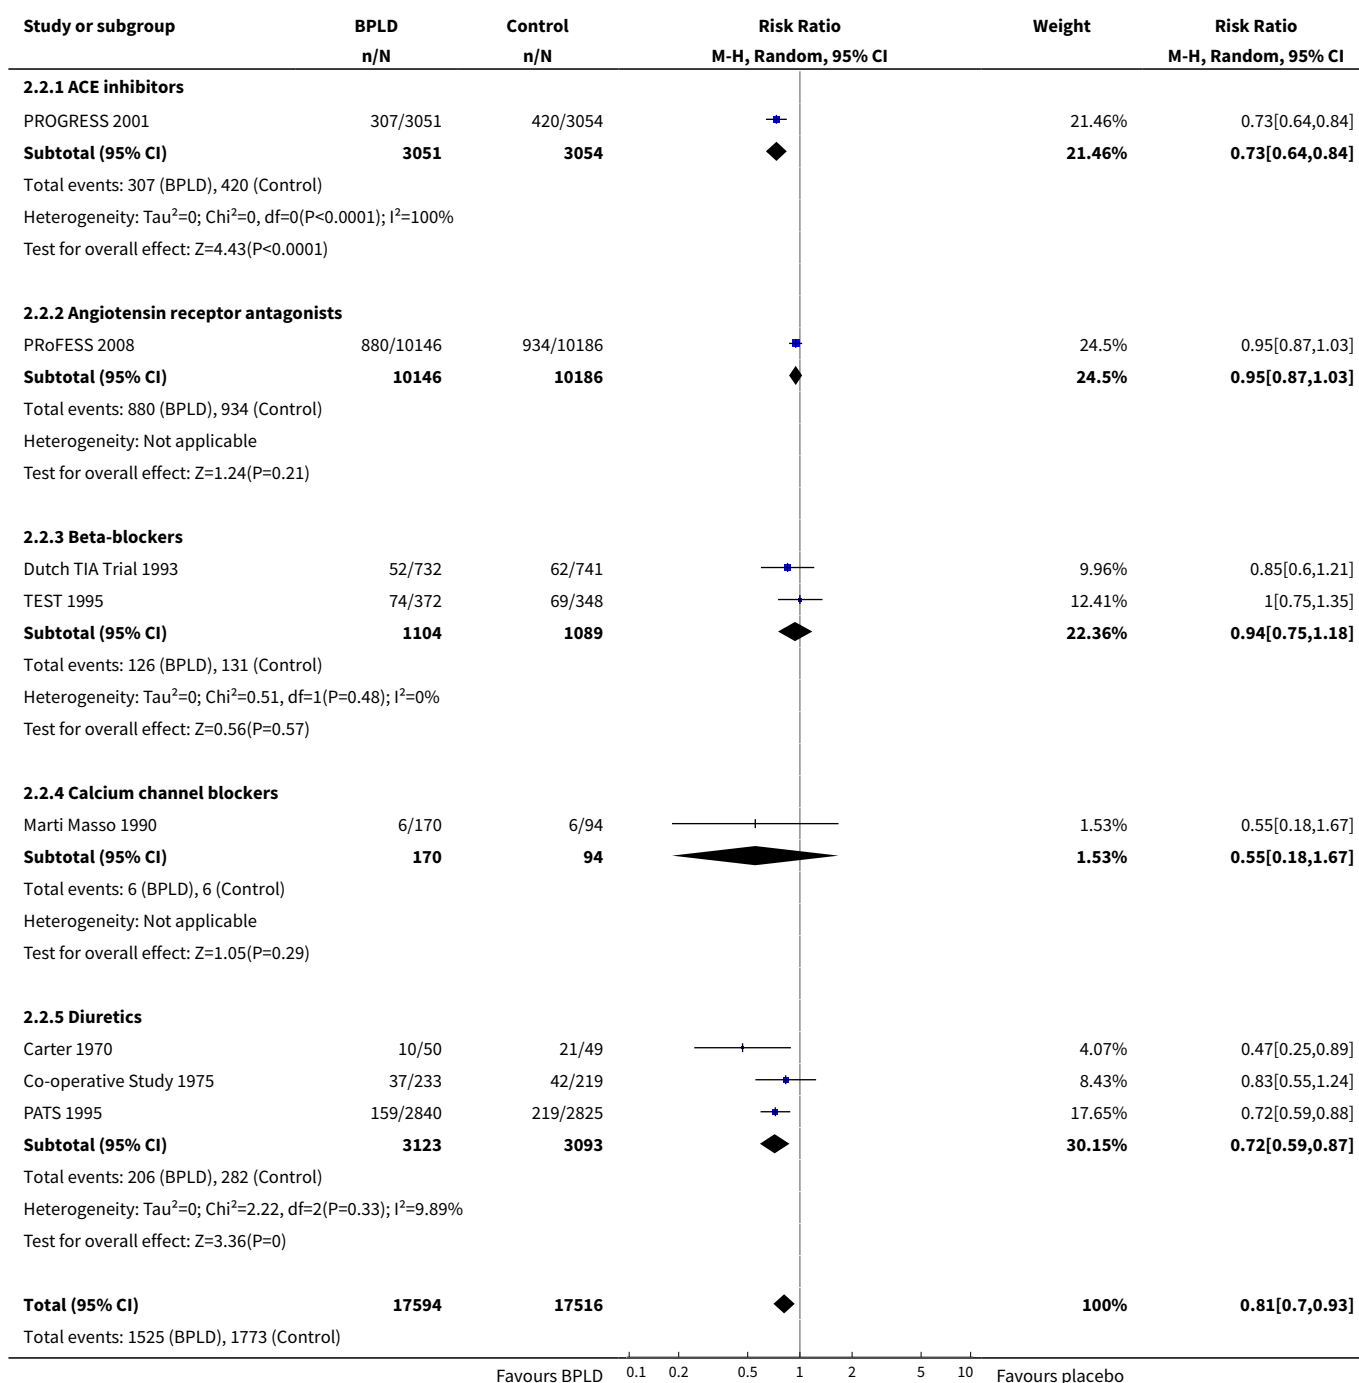 Study or subgroup BPLD Control Risk Ratio Weight Risk Ratio
n/N n/N M-H, Random, 95% CI M-H, Random, 95% CI
2.2.1 ACE inhibitors
PROGRESS 2001 307/3051 420/3054 21.46% 0.73[0.64,0.84]
Subtotal (95% CI) 3051 3054 21.46% 0.73[0.64,0.84]
Total events: 307 (BPLD), 420 (Control)
Heterogeneity: Tau²=0; Chi²=0, df=0(P<0.0001); I²=100%
Test for overall effect: Z=4.43(P<0.0001)
2.2.2 Angiotensin receptor antagonists
PRoFESS 2008 880/10146 934/10186 24.5% 0.95[0.87,1.03]
Subtotal (95% CI) 10146 10186 24.5% 0.95[0.87,1.03]
Total events: 880 (BPLD), 934 (Control)
Heterogeneity: Not applicable
Test for overall effect: Z=1.24(P=0.21)
2.2.3 Beta-blockers
Dutch TIA Trial 1993 52/732 62/741 9.96% 0.85[0.6,1.21]
TEST 1995 74/372 69/348 12.41% 1[0.75,1.35]
Subtotal (95% CI) 1104 1089 22.36% 0.94[0.75,1.18]
Total events: 126 (BPLD), 131 (Control)
Heterogeneity: Tau²=0; Chi²=0.51, df=1(P=0.48); I²=0%
Test for overall effect: Z=0.56(P=0.57)
2.2.4 Calcium channel blockers
Marti Masso 1990 6/170 6/94 1.53% 0.55[0.18,1.67]
Subtotal (95% CI) 170 94 1.53% 0.55[0.18,1.67]
Total events: 6 (BPLD), 6 (Control)
Heterogeneity: Not applicable
Test for overall effect: Z=1.05(P=0.29)
2.2.5 Diuretics
Carter 1970 10/50 21/49 4.07% 0.47[0.25,0.89]
Co-operative Study 1975 37/233 42/219 8.43% 0.83[0.55,1.24]
PATS 1995 159/2840 219/2825 17.65% 0.72[0.59,0.88]
Subtotal (95% CI) 3123 3093 30.15% 0.72[0.59,0.87]
Total events: 206 (BPLD), 282 (Control)
Heterogeneity: Tau²=0; Chi²=2.22, df=2(P=0.33); I²=9.89%
Test for overall effect: Z=3.36(P=0)
Total (95% CI) 17594 17516 100% 0.81[0.7,0.93]
Total events: 1525 (BPLD), 1773 (Control)
Favours BPLD 0.1 0.2 0.5 1 2 5 10 Favours placebo